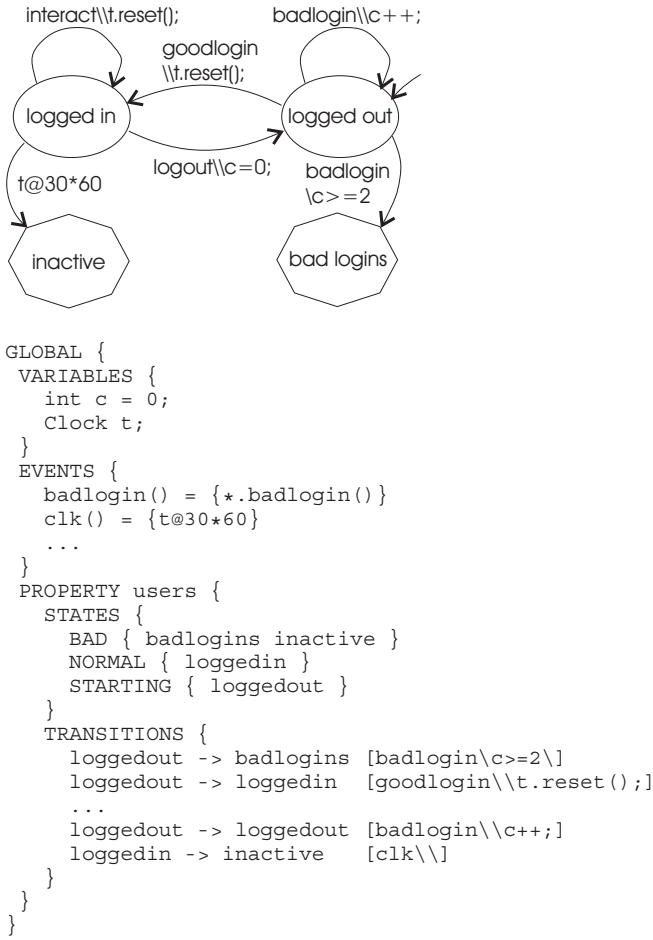 interact\\t.reset();
badlogin\\c++;
goodlogin
\\t.reset();
logged in
logged out
logout\\c=0;
badlogin
\c>=2
t@30*60
inactive
bad logins
GLOBAL {
 VARIABLES {
   int c = 0;
   Clock t;
 }
 EVENTS {
   badlogin() = {*.badlogin()}
   clk() = {t@30*60}
   ...
 }
 PROPERTY users {
   STATES {
     BAD { badlogins inactive }
     NORMAL { loggedin }
     STARTING { loggedout }
   }
   TRANSITIONS {
     loggedout -> badlogins [badlogin\c>=2\]
     loggedout -> loggedin  [goodlogin\\t.reset();]
     ...
     loggedout -> loggedout [badlogin\\c++;]
     loggedin -> inactive   [clk\\]
   }
 }
}